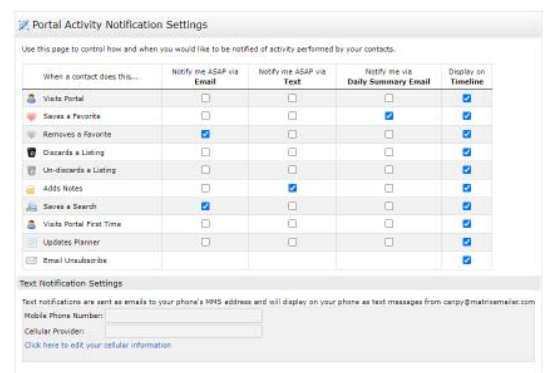 Portal Activity Notification Settings
Use this page to control how and when you would like to be notified of activity performed by your contacts.
When a contact does this... Notify me ASAP via Email Notify me ASAP via Text Notify me via Daily Summary Email Display on Timeline
Visits Portal
Saves a Favorite
Removes a Favorite
Discards a Listing
Un-discards a Listing
Adds Notes
Saves a Search
Visits Portal First Time
Updates Planner
Email Unsubscribe
Text Notification Settings
Text notifications are sent as emails to your phone's MMS address and will display on your phone as text messages from canpy@matrixemailer.com
Mobile Phone Number:
Cellular Provider:
Click here to edit your cellular information